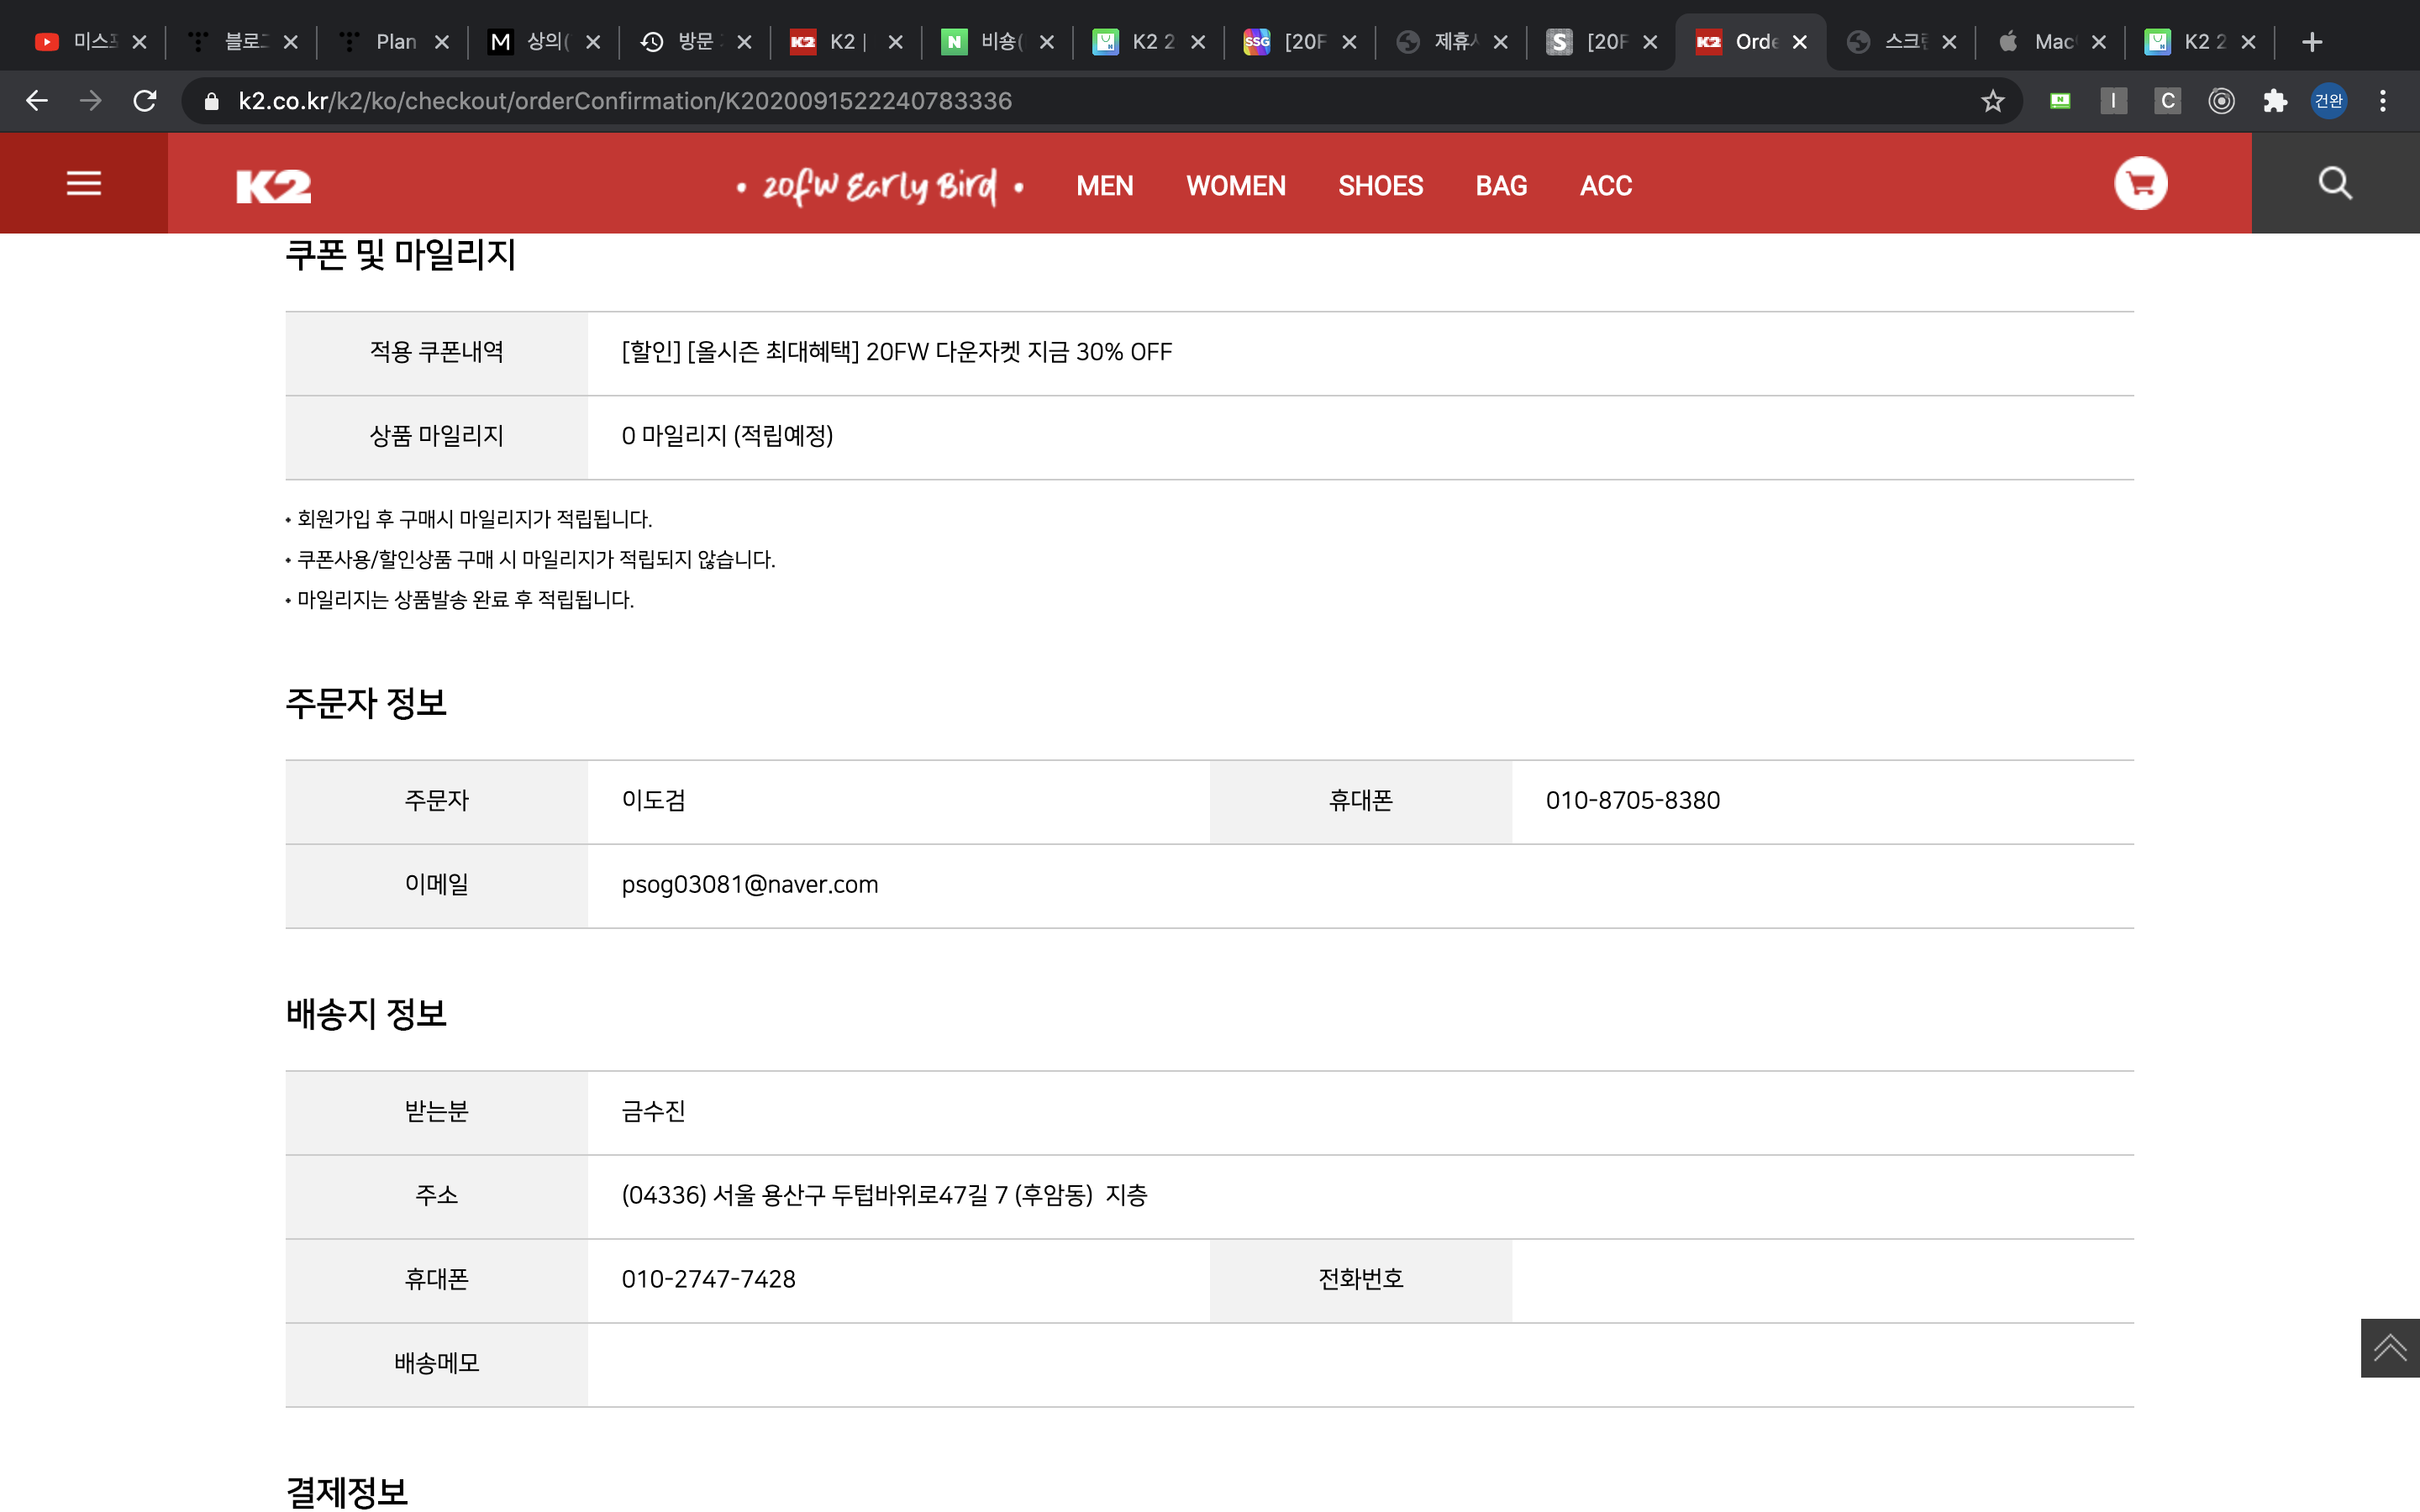 미스
블로그
Plan
M 상의(
방문
K2 K2 |
N 비숑(
K2 2
SSG [20F
제휴사
S [20F
K2 Orde
스크린
Mac
K2 2
k2.co.kr/k2/ko/checkout/orderConfirmation/K2020091522240783336
N I C 건완
K2 • 20FW Early Bird • MEN WOMEN SHOES BAG ACC
쿠폰 및 마일리지
적용 쿠폰내역 [할인] [올시즌 최대혜택] 20FW 다운자켓 지금 30% OFF
상품 마일리지 0 마일리지 (적립예정)
• 회원가입 후 구매시 마일리지가 적립됩니다.
• 쿠폰사용/할인상품 구매 시 마일리지가 적립되지 않습니다.
• 마일리지는 상품발송 완료 후 적립됩니다.
주문자 정보
주문자 이도검 휴대폰 010-8705-8380
이메일 psog03081@naver.com
배송지 정보
받는분 금수진
주소 (04336) 서울 용산구 두텁바위로47길 7 (후암동) 지층
휴대폰 010-2747-7428 전화번호
배송메모
결제정보